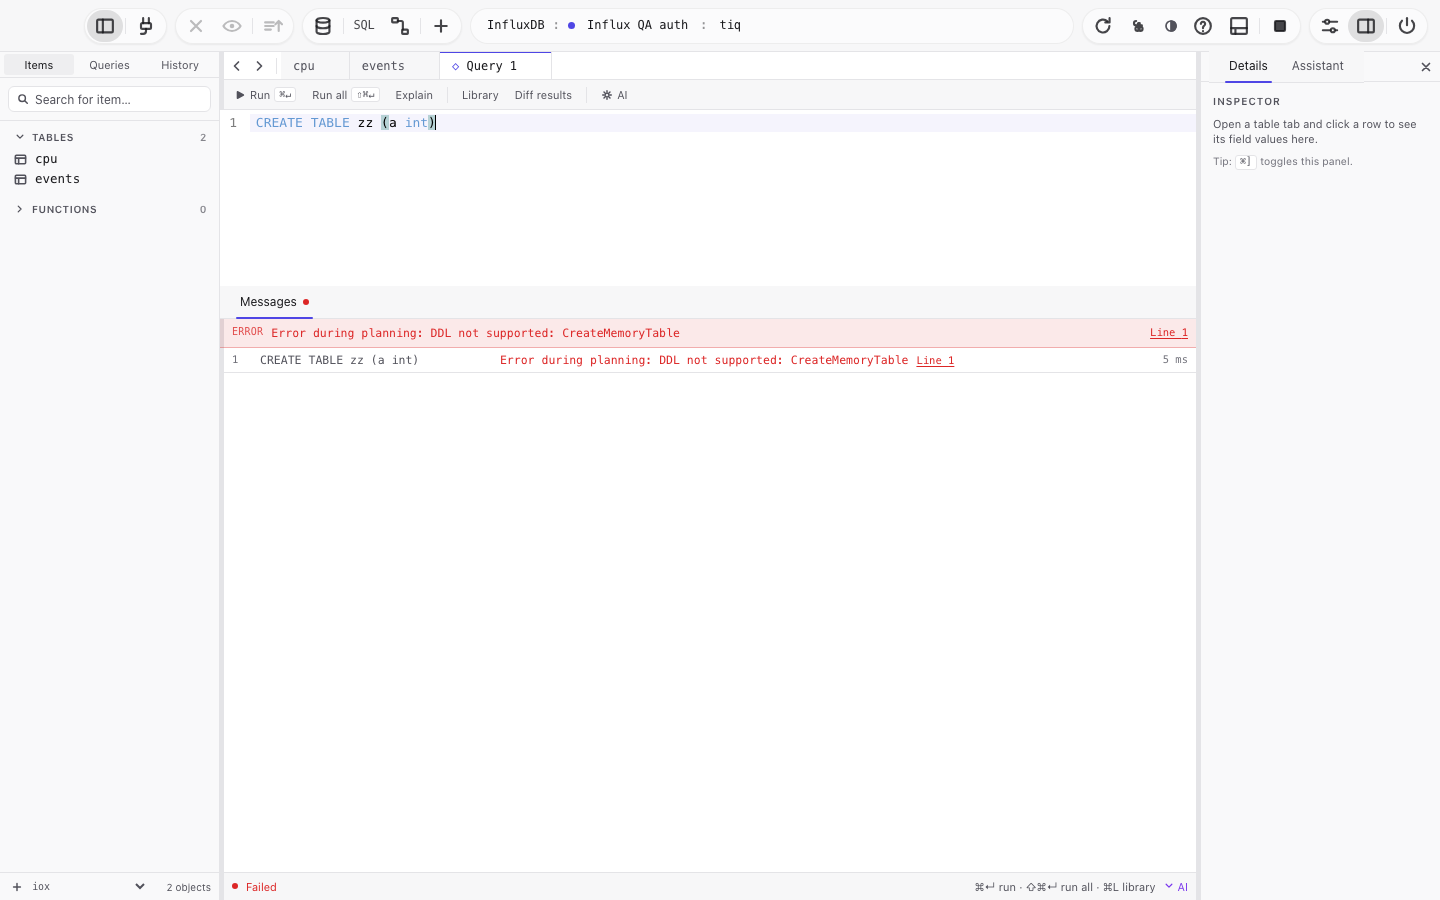 SQL
InfluxDB : Influx QA auth : tiq
Items Queries History
Search for item...
TABLES 2
cpu
events
FUNCTIONS 0
cpu events Query 1
Run ⌘↵ Run all ⇧⌘↵ Explain Library Diff results AI
1 CREATE TABLE zz (a int)
Messages
ERROR Error during planning: DDL not supported: CreateMemoryTable Line 1
1 CREATE TABLE zz (a int) Error during planning: DDL not supported: CreateMemoryTable Line 1 5 ms
Details Assistant
INSPECTOR
Open a table tab and click a row to see
its field values here.
Tip: ⌘] toggles this panel.
iox 2 objects
Failed
⌘↵ run · ⇧⌘↵ run all · ⌘L library AI